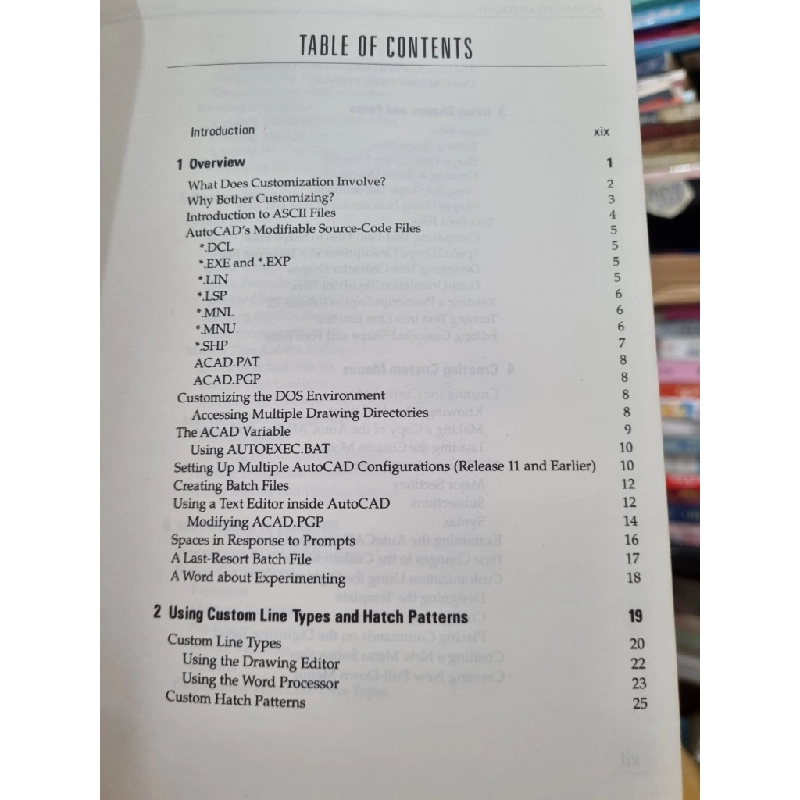 TABLE OF CONTENTS
Introduction xix
1 Overview 1
What Does Customization Involve? 2
Why Bother Customizing? 3
Introduction to ASCII Files 4
AutoCAD's Modifiable Source-Code Files 5
*.DCL 5
*.EXE and *.EXP 5
*.LIN 5
*.LSP 6
*.MNL 6
*.MNU 6
*.SHP 7
ACAD.PAT 8
ACAD.PGP 8
Customizing the DOS Environment 8
Accessing Multiple Drawing Directories 8
The ACAD Variable 9
Using AUTOEXEC.BAT 10
Setting Up Multiple AutoCAD Configurations (Release 11 and Earlier) 10
Creating Batch Files 12
Using a Text Editor inside AutoCAD 12
Modifying ACAD.PGP 14
Spaces in Response to Prompts 16
A Last-Resort Batch File 17
A Word about Experimenting 18
2 Using Custom Line Types and Hatch Patterns 19
Custom Line Types 20
Using the Drawing Editor 22
Using the Word Processor 23
Custom Hatch Patterns 25